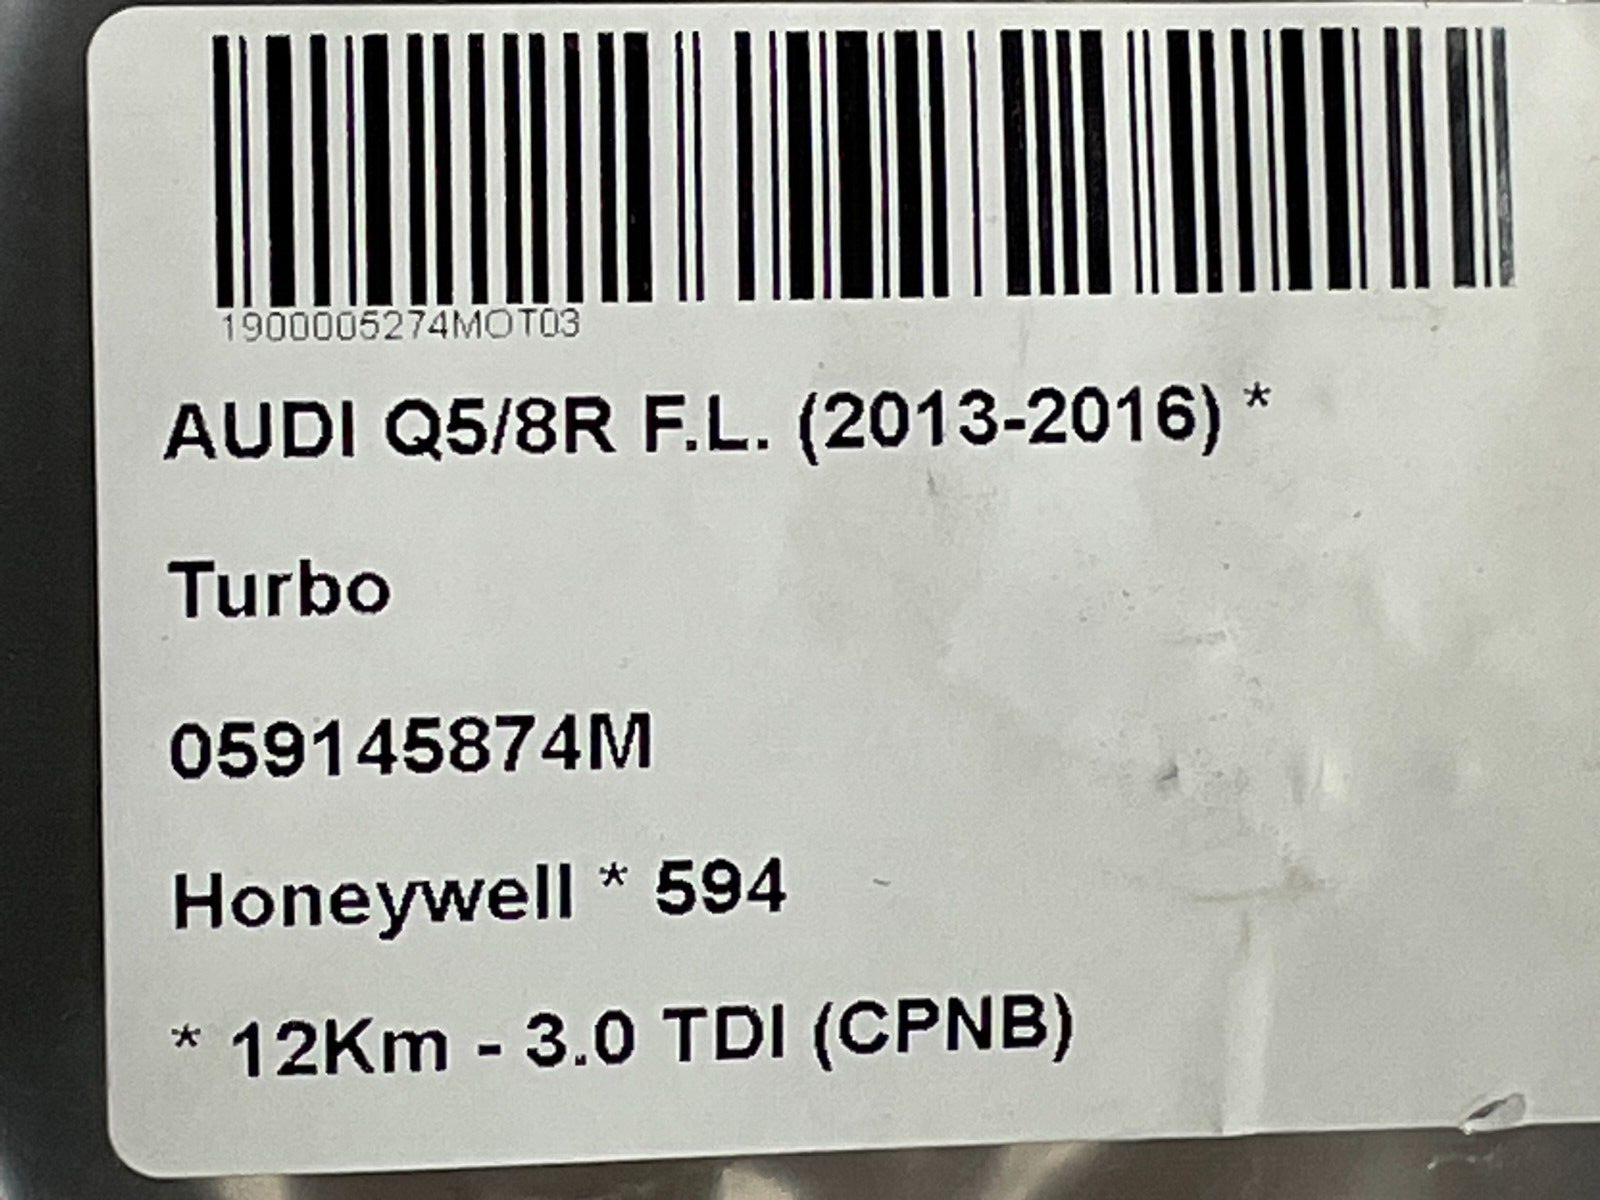 1900005274MOT03
AUDI Q5/8R F.L. (2013-2016) *
Turbo
059145874M
Honeywell * 594
* 12Km - 3.0 TDI (CPNB)